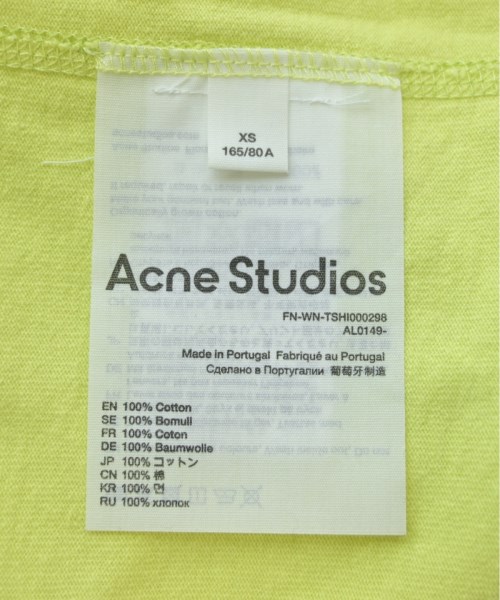 XS
165/80 A
Acne Studios
FN-WN-TSHI000298
AL0149-
Made in Portugal Fabriqué au Portugal
Сделано в Португалии 葡萄牙制造
EN 100% Cotton
SE 100% Bomull
FR 100% Coton
DE 100% Baumwolle
JP 100% コットン
CN 100% 棉
KR 100% 면
RU 100% хлопок